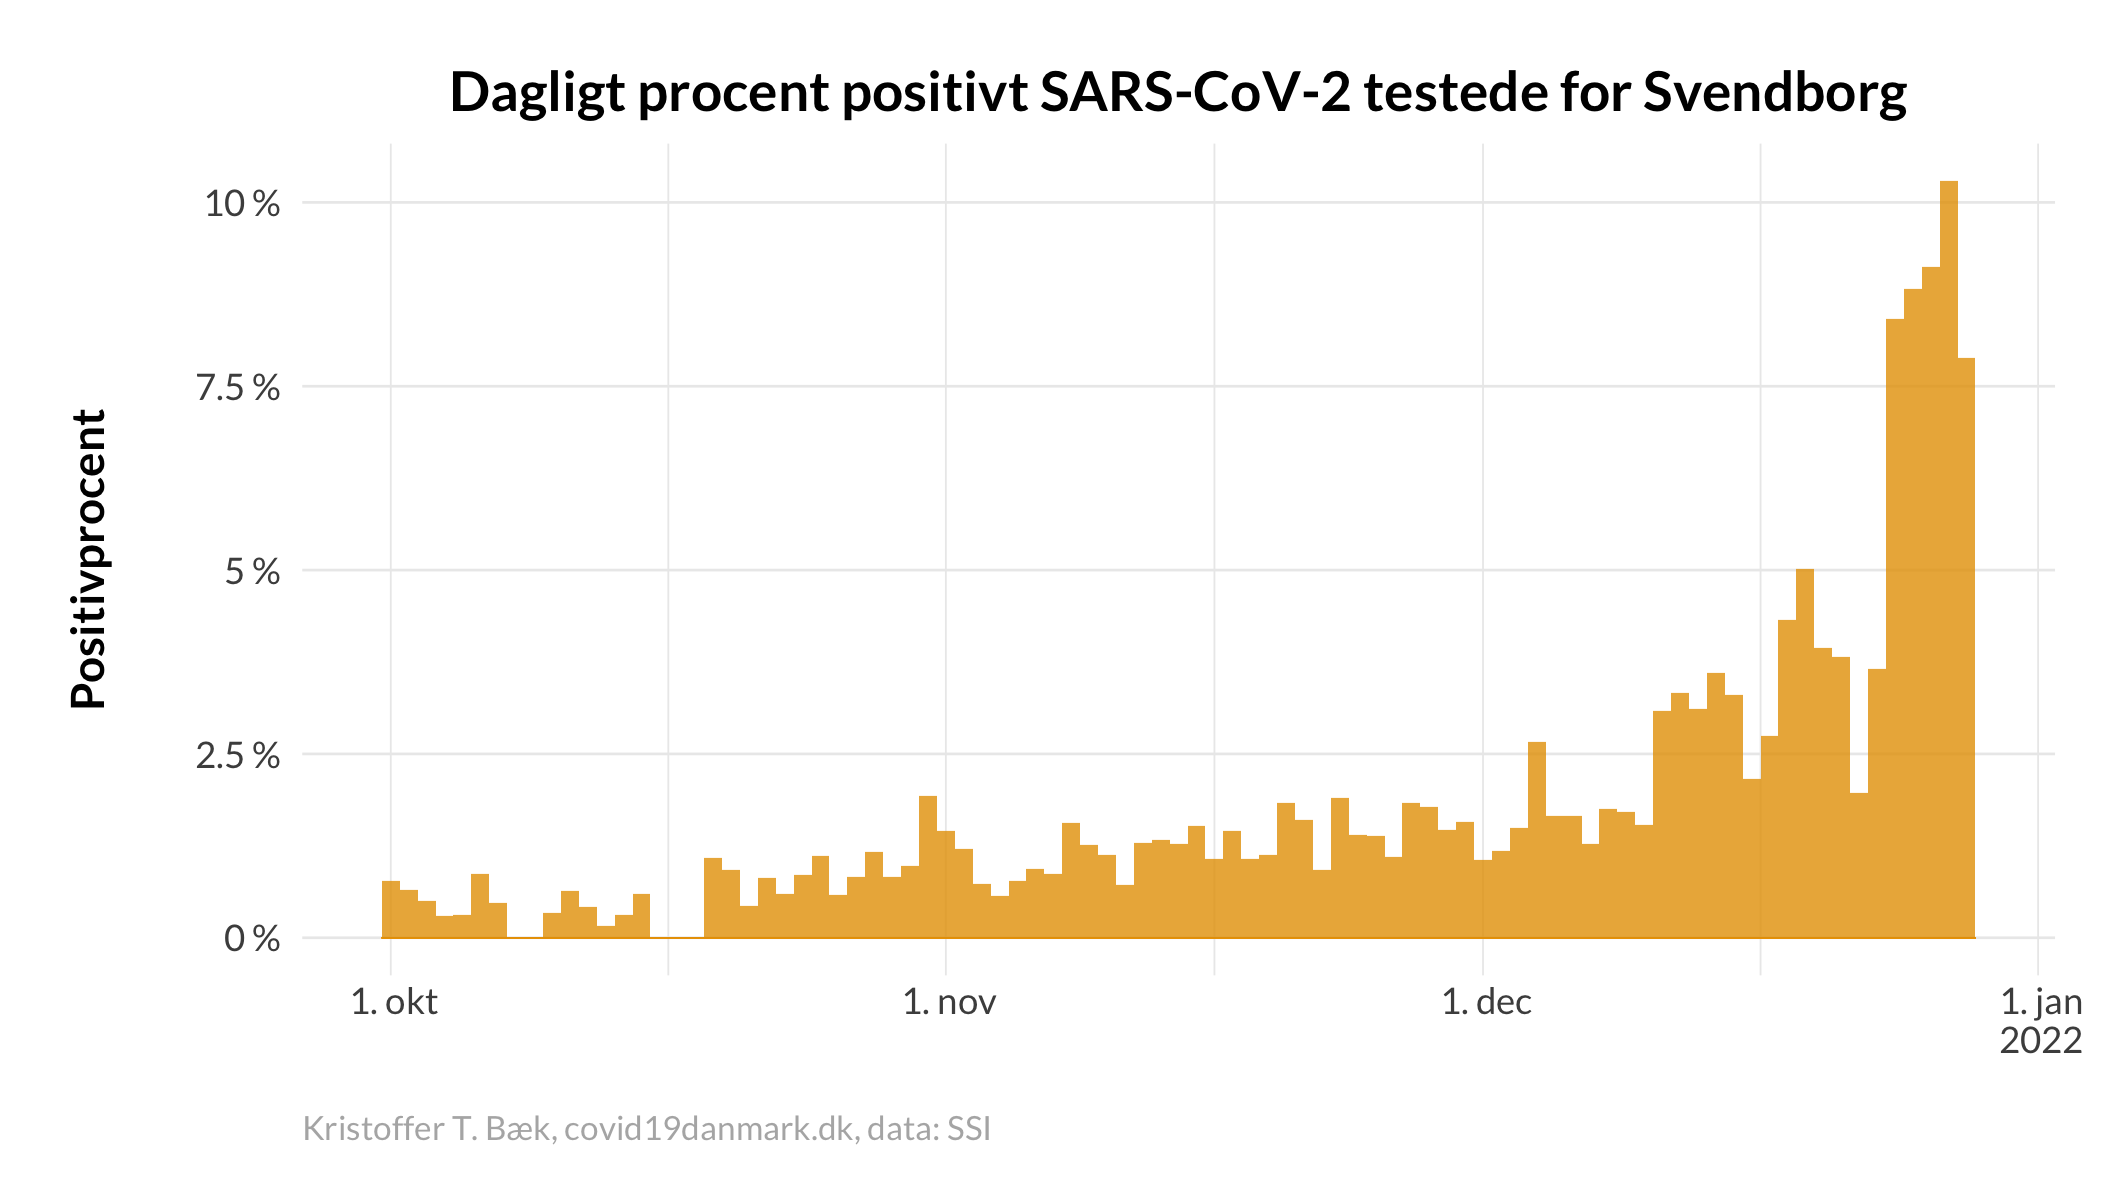 Dagligt procent positivt SARS-CoV-2 testede for Svendborg
Positivprocent
10 %
7.5 %
5 %
2.5 %
0 %
1. okt
1. nov
1. dec
1. jan
2022
Kristoffer T. Bæk, covid19danmark.dk, data: SSI